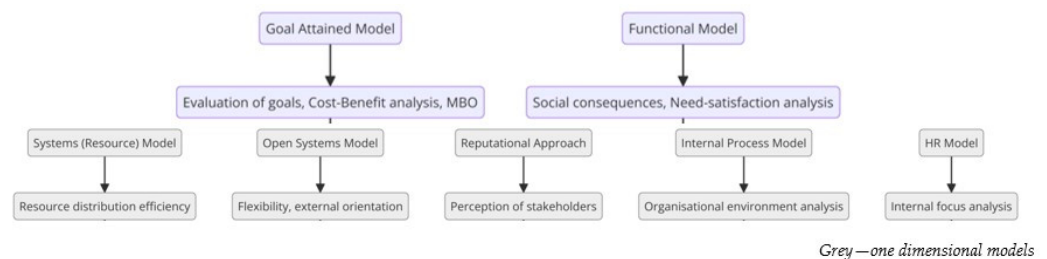 Goal Attained Model
Functional Model
Evaluation of goals, Cost-Benefit analysis, MBO
Social consequences, Need-satisfaction analysis
Systems (Resource) Model
Open Systems Model
Reputational Approach
Internal Process Model
HR Model
Resource distribution efficiency
Flexibility, external orientation
Perception of stakeholders
Organisational environment analysis
Internal focus analysis
Grey—one dimensional models